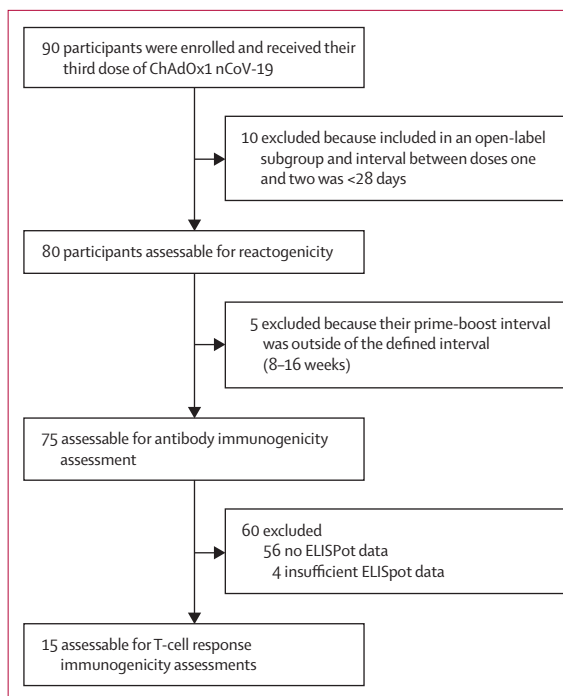 90 participants were enrolled and received their
third dose of ChAdOx1 nCoV-19
10 excluded because included in an open-label
subgroup and interval between doses one
and two was <28 days
80 participants assessable for reactogenicity
5 excluded because their prime-boost interval
was outside of the defined interval
(8–16 weeks)
75 assessable for antibody immunogenicity
assessment
60 excluded
56 no ELISPot data
4 insufficient ELISpot data
15 assessable for T-cell response
immunogenicity assessments